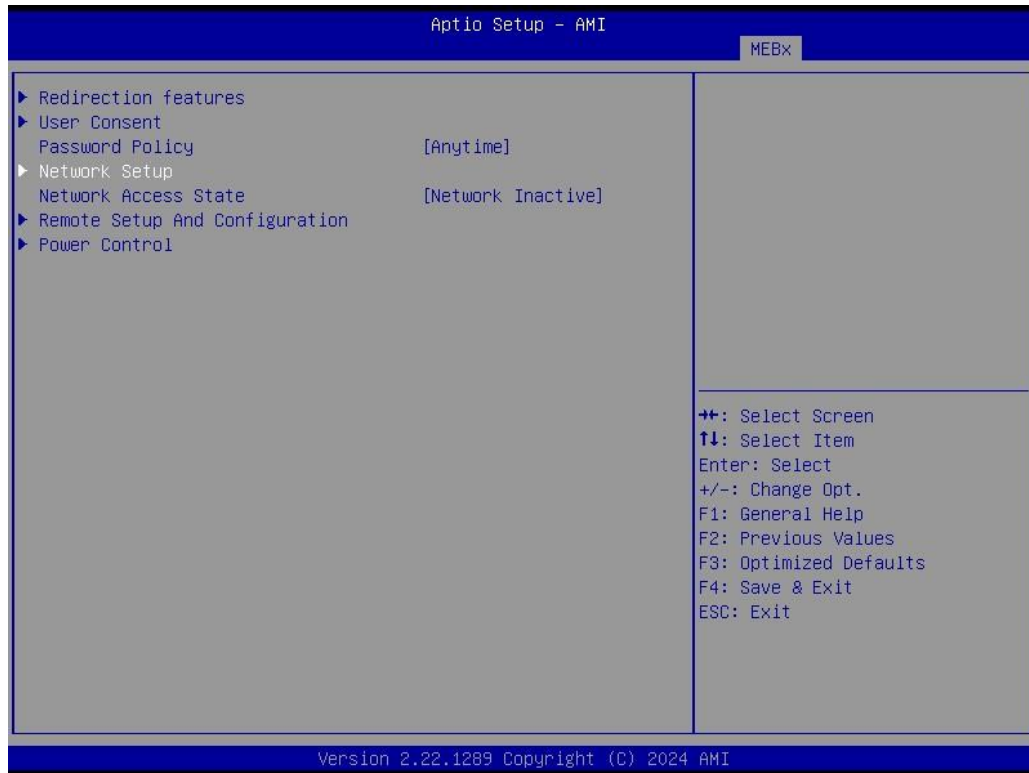 Aptio Setup - AMI
MEBx
▶ Redirection features
▶ User Consent
Password Policy [Anytime]
▶ Network Setup
Network Access State [Network Inactive]
▶ Remote Setup And Configuration
▶ Power Control
→←: Select Screen
↑↓: Select Item
Enter: Select
+/-: Change Opt.
F1: General Help
F2: Previous Values
F3: Optimized Defaults
F4: Save & Exit
ESC: Exit
Version 2.22.1289 Copyright (C) 2024 AMI